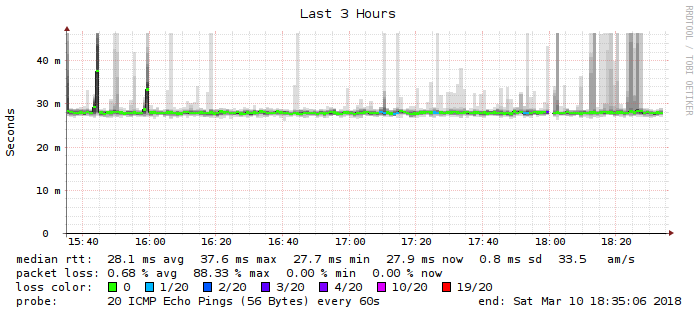 Last 3 Hours
RRDTOOL / TOBI OETIKER
Seconds
40 m
30 m
20 m
10 m
0
15:40 16:00 16:20 16:40 17:00 17:20 17:40 18:00 18:20
median rtt: 28.1 ms avg 37.6 ms max 27.7 ms min 27.9 ms now 0.8 ms sd 33.5 am/s
packet loss: 0.68 % avg 88.33 % max 0.00 % min 0.00 % now
loss color: 0 1/20 2/20 3/20 4/20 10/20 19/20
probe: 20 ICMP Echo Pings (56 Bytes) every 60s end: Sat Mar 10 18:35:06 2018